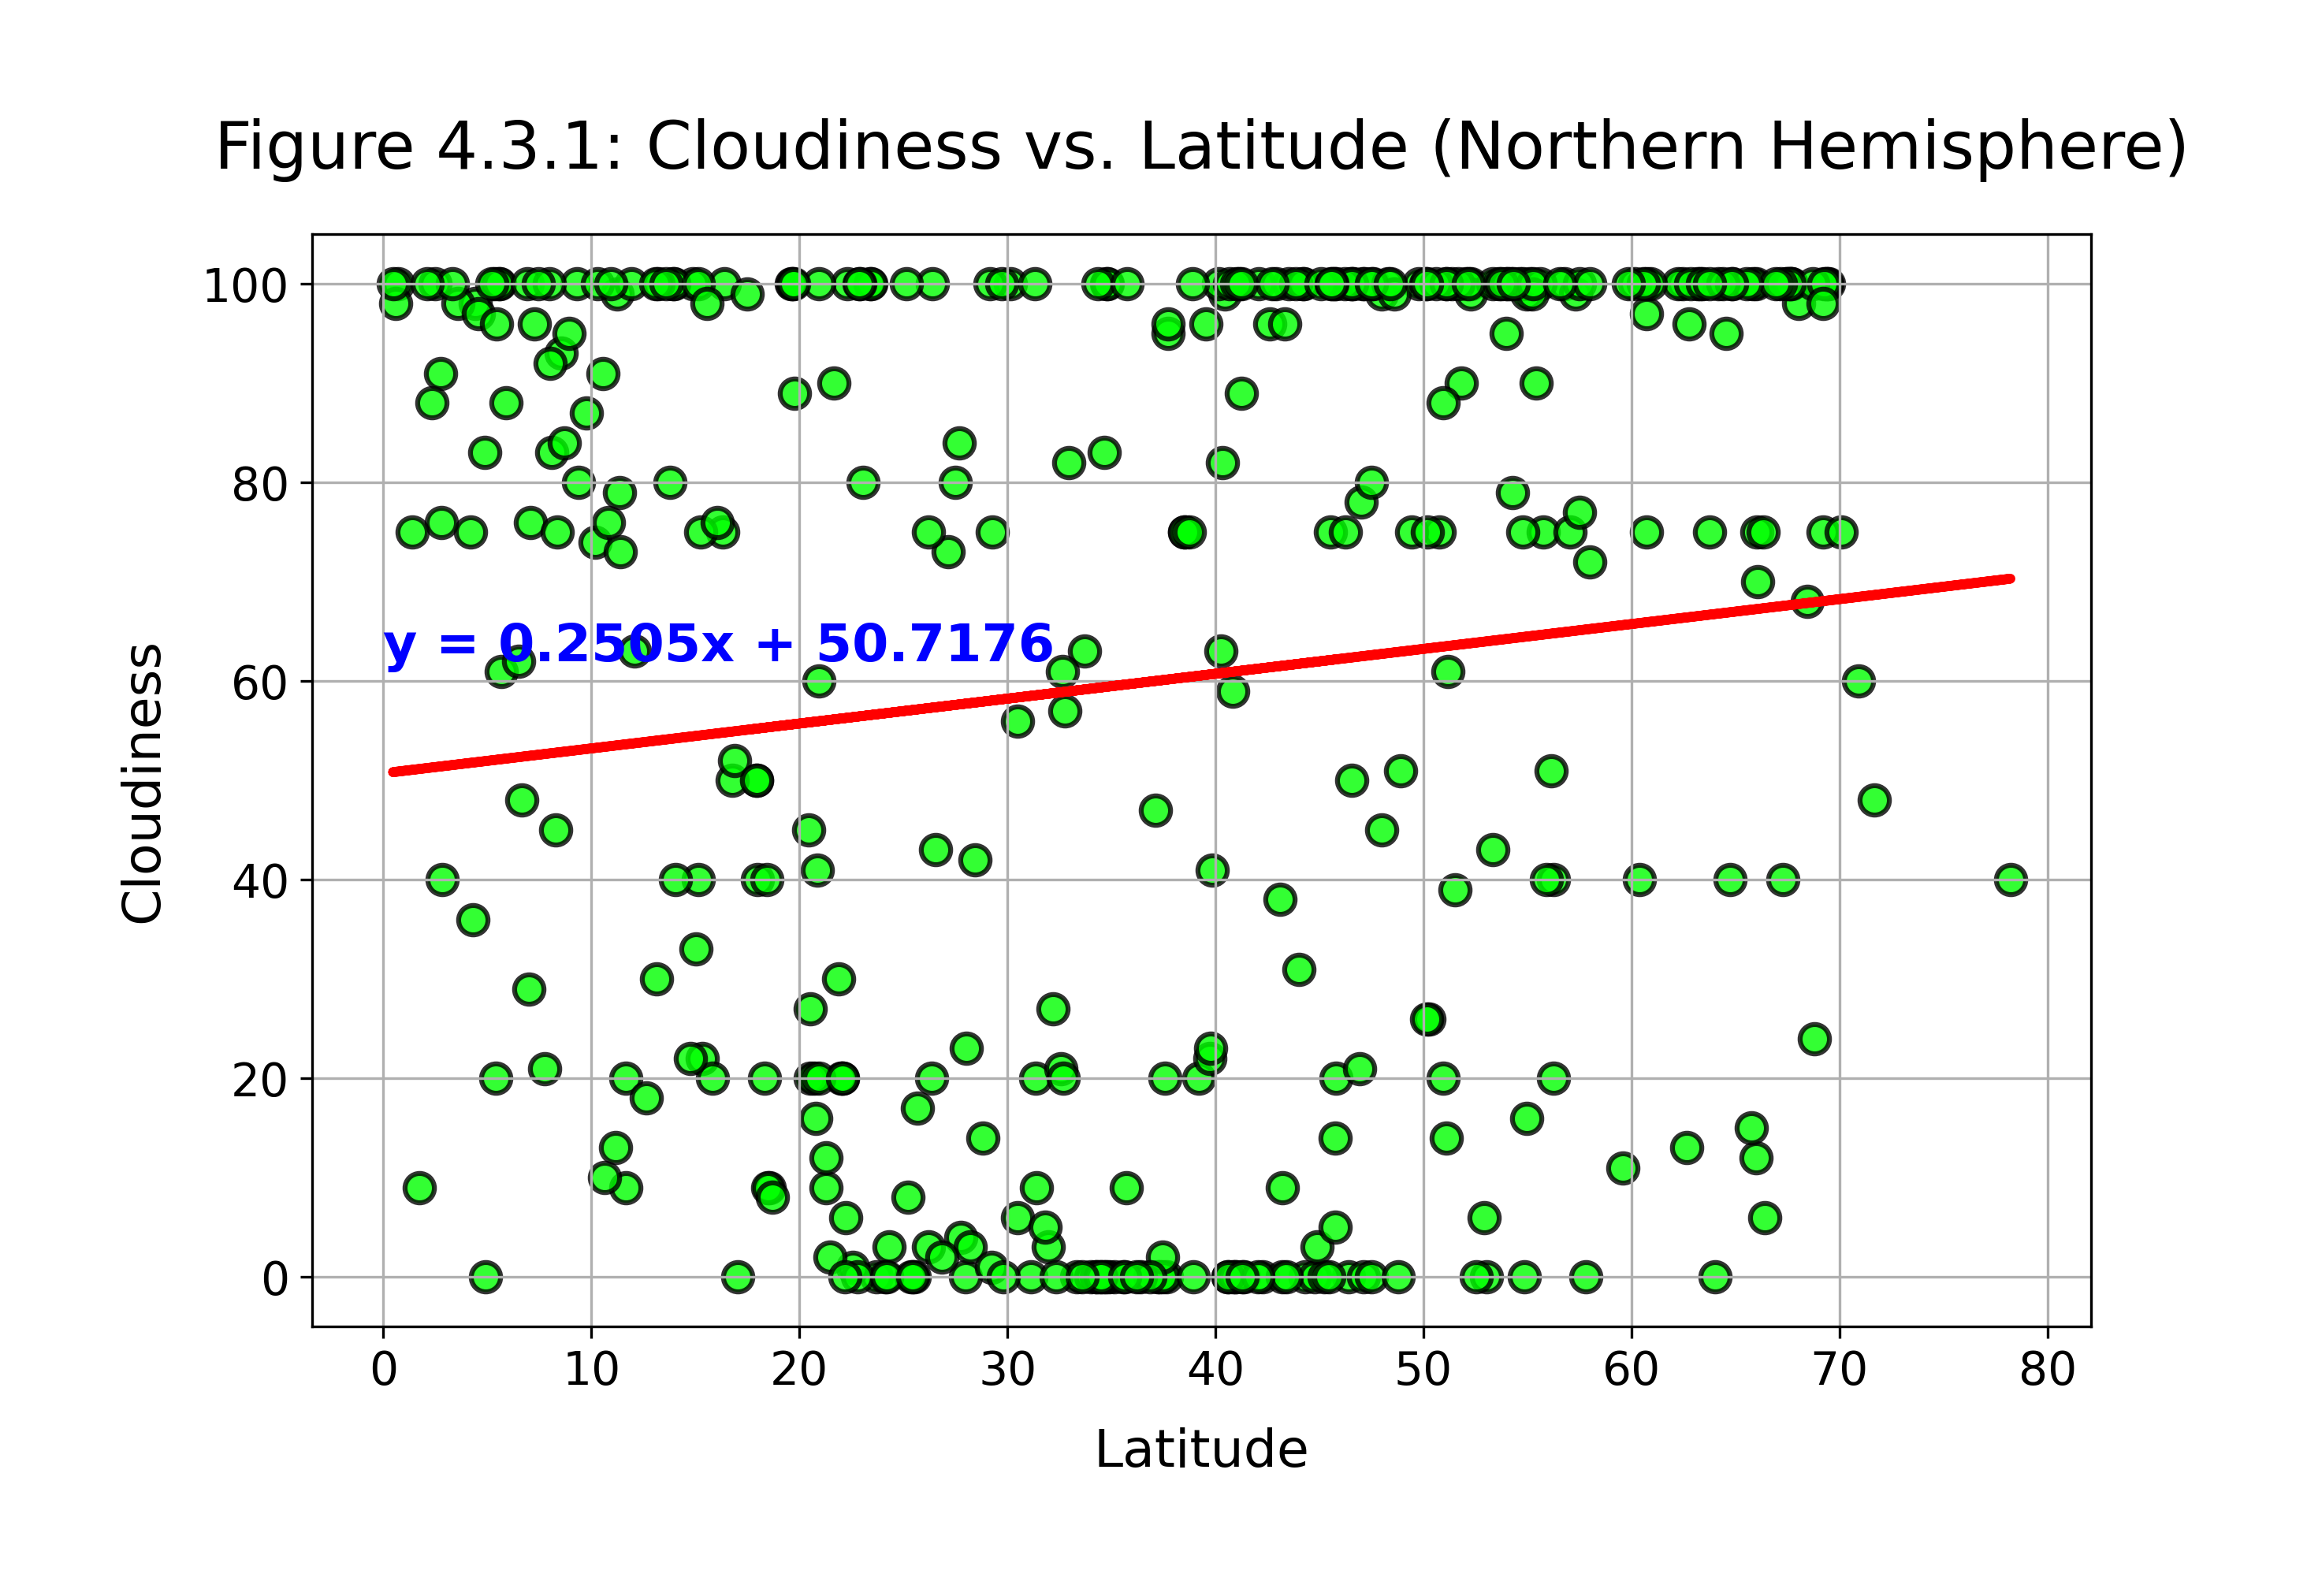 Figure 4.3.1: Cloudiness vs. Latitude (Northern Hemisphere)
100
80
y = 0.2505x + 50.7176
60
Cloudiness
40
20
0
0 10 20 30 40 50 60 70 80
Latitude